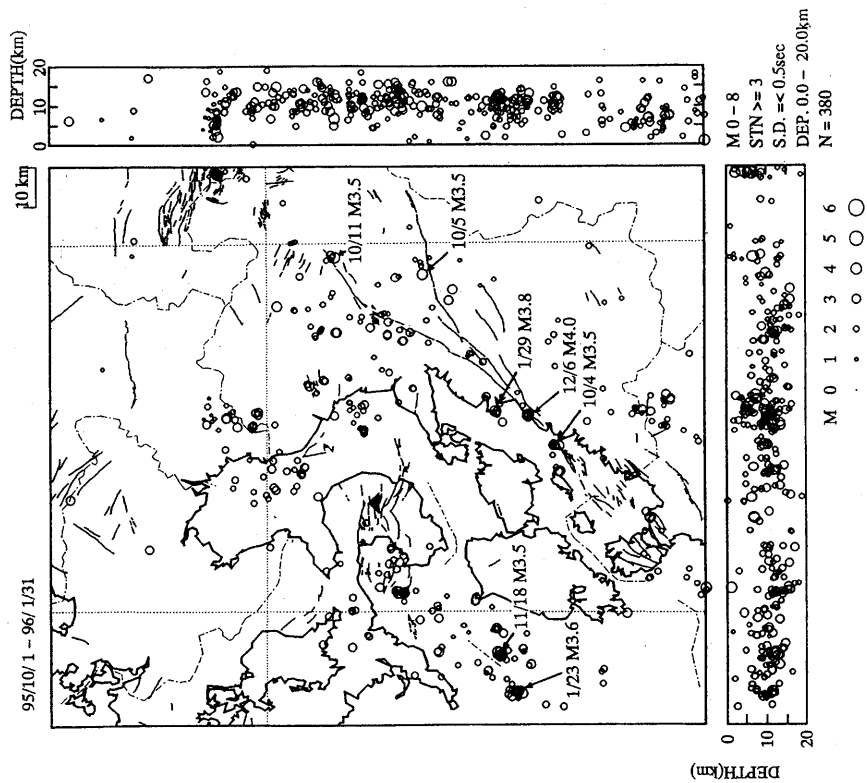 95/10/ 1 – 96/ 1/31
10 km
DEPTH(km)
0
10
20
10/11 M3.5
10/5 M3.5
1/29 M3.8
12/6 M4.0
10/4 M3.5
11/18 M3.5
1/23 M3.6
M 0 – 8
STN >= 3
S.D. =< 0.5sec
DEP. 0.0 – 20.0km
N = 380
DEPTH(km)
0
10
20
M 0 1 2 3 4 5 6